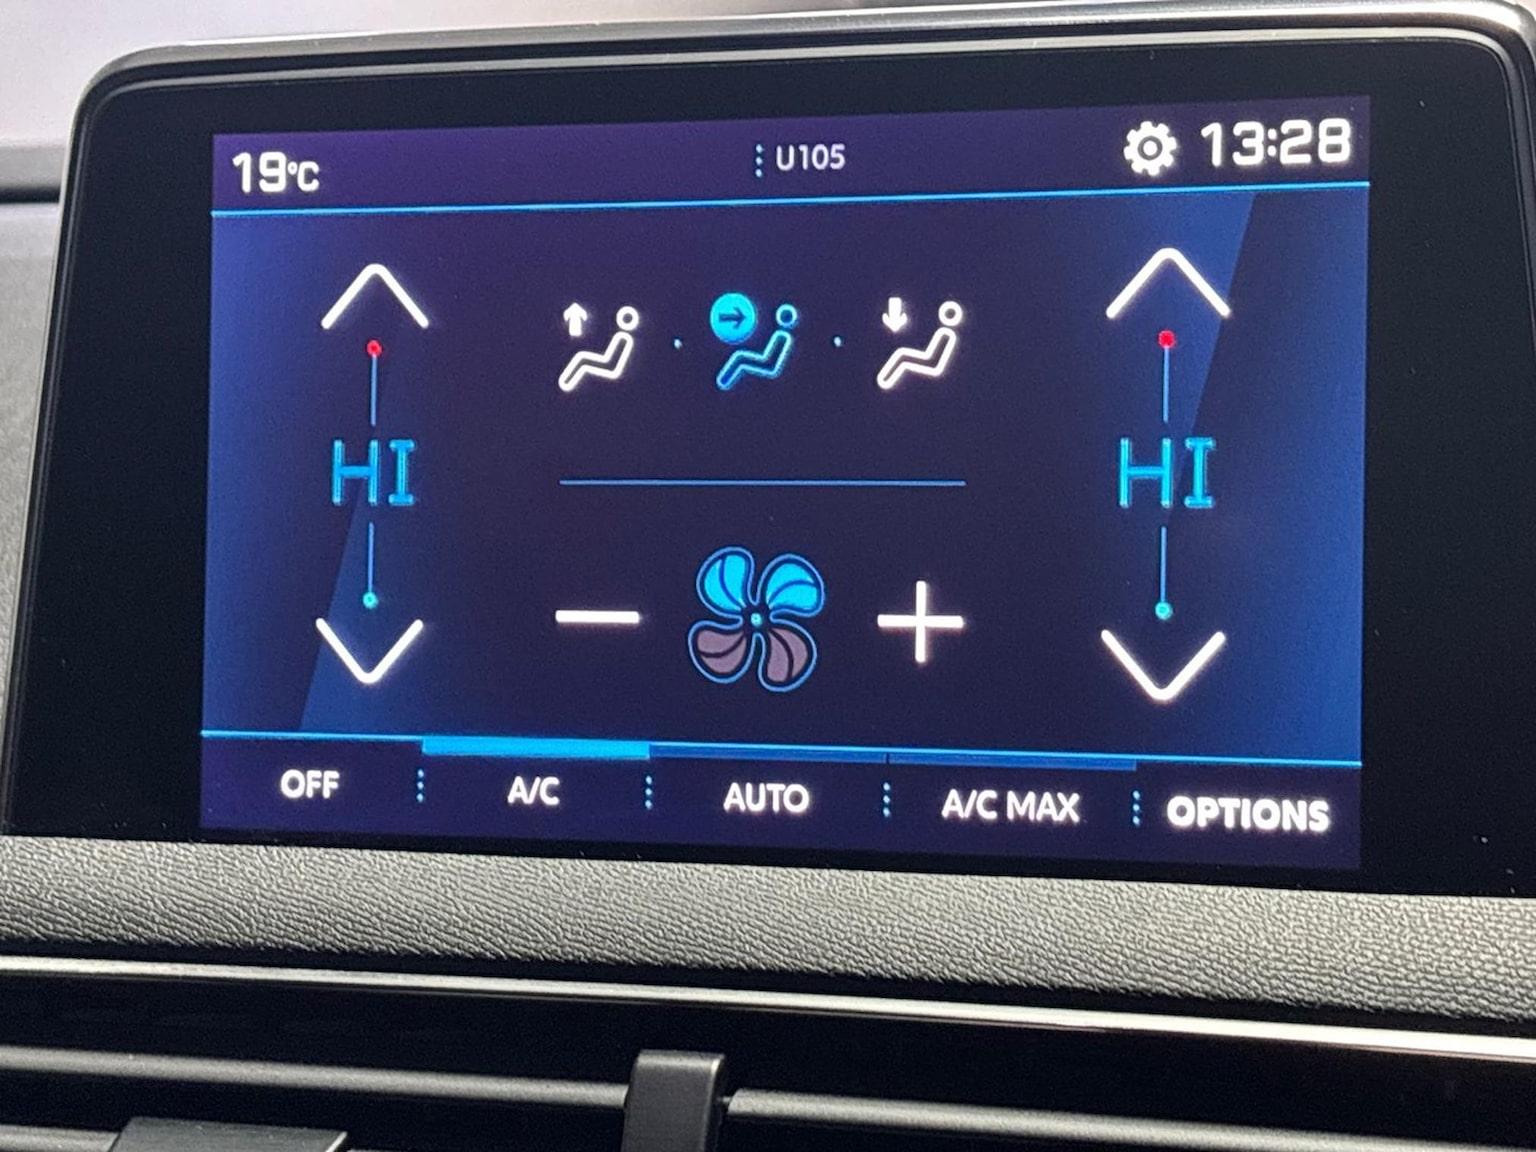 19°C U105 13:28
HI HI
OFF A/C AUTO A/C MAX OPTIONS